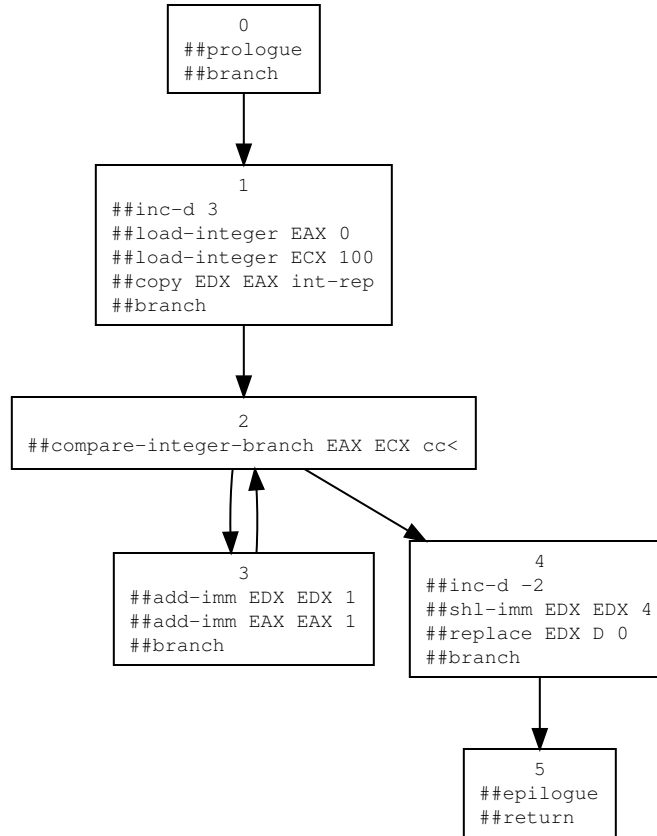 0
##prologue
##branch
1
##inc-d 3
##load-integer EAX 0
##load-integer ECX 100
##copy EDX EAX int-rep
##branch
2
##compare-integer-branch EAX ECX cc<
3
##add-imm EDX EDX 1
##add-imm EAX EAX 1
##branch
4
##inc-d -2
##shl-imm EDX EDX 4
##replace EDX D 0
##branch
5
##epilogue
##return